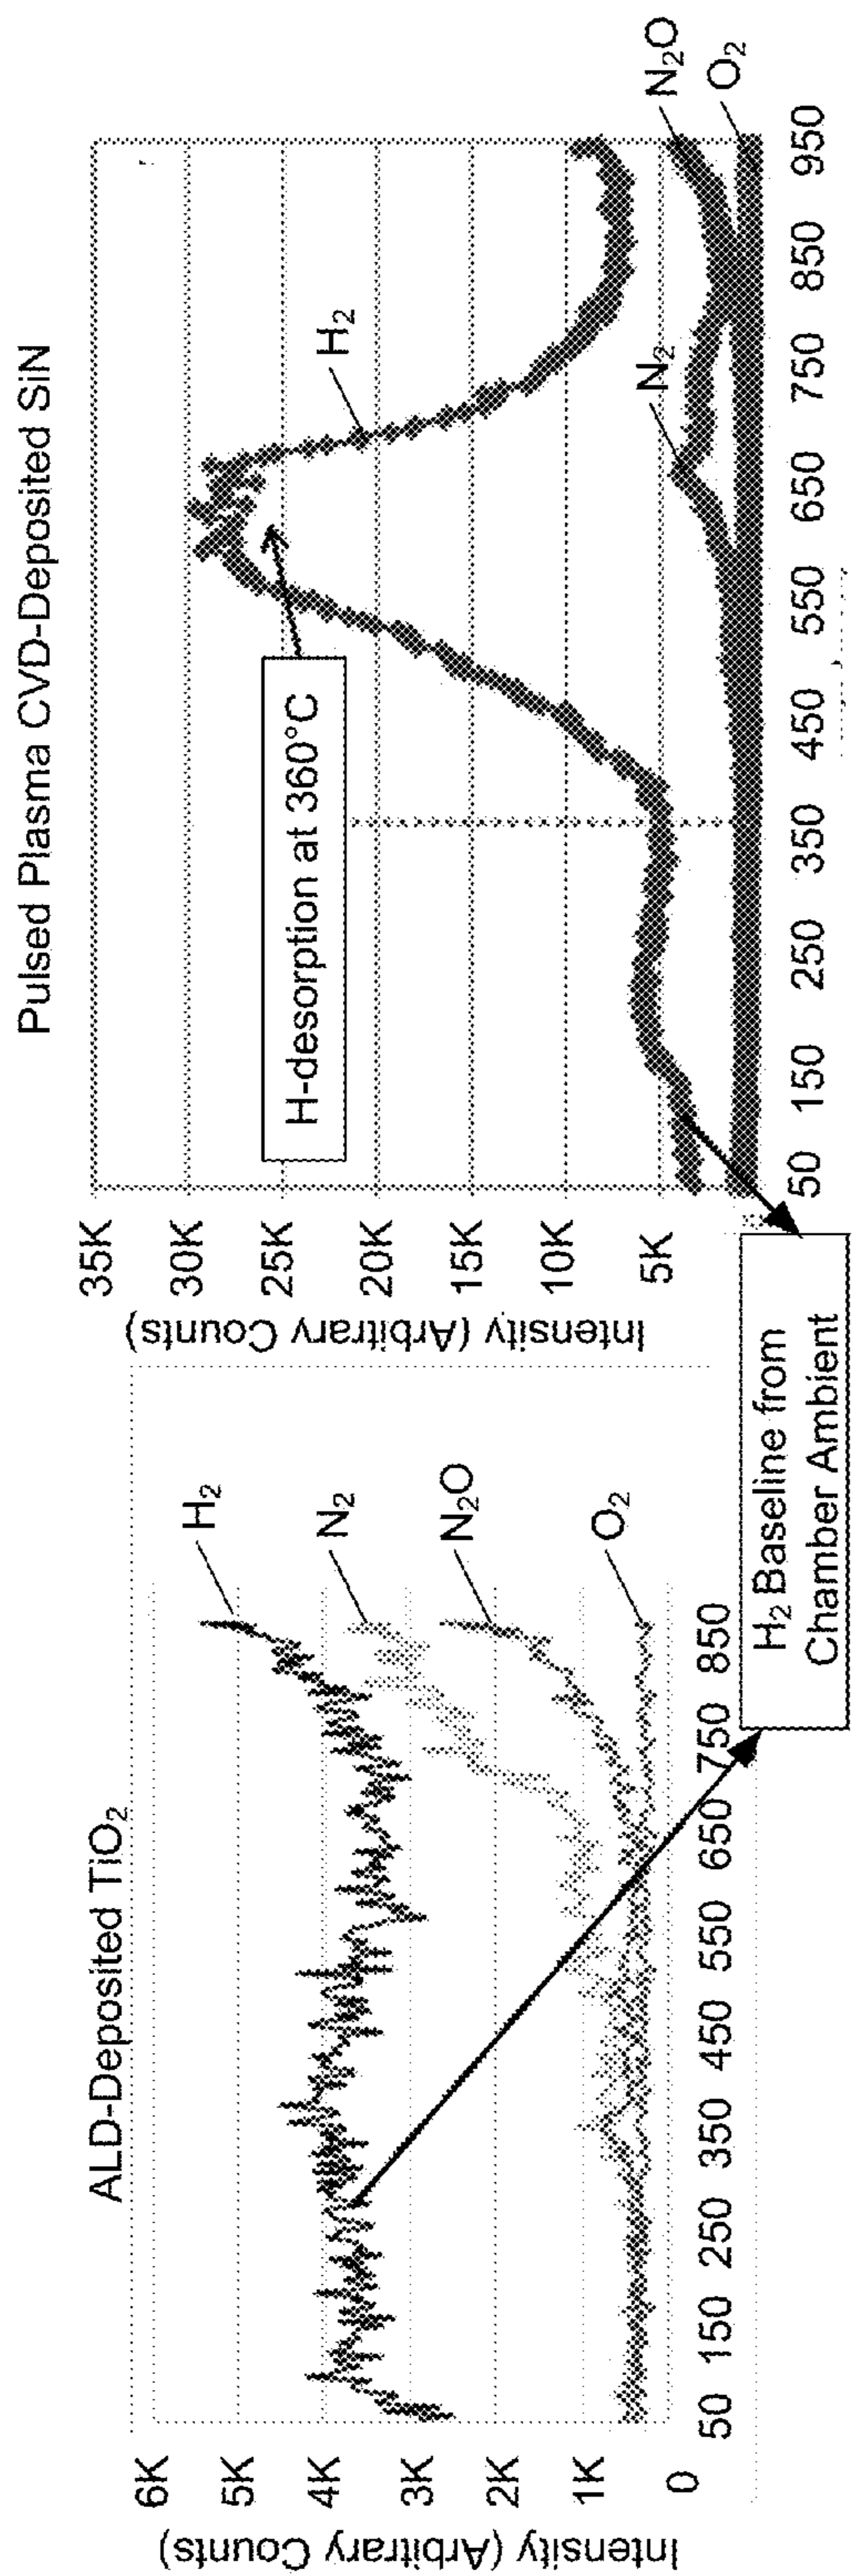 ALD-Deposited TiO₂
Intensity (Arbitrary Counts)
6K
5K
4K
3K
2K
1K
0
50 150 250 350 450 550 650 750 850
H₂
N₂
N₂O
O₂
Pulsed Plasma CVD-Deposited SiN
Intensity (Arbitrary Counts)
35K
30K
25K
20K
15K
10K
5K
50 150 250 350 450 550 650 750 850 950
H-desorption at 360°C
H₂
N₂
N₂O
O₂
H₂ Baseline from
Chamber Ambient